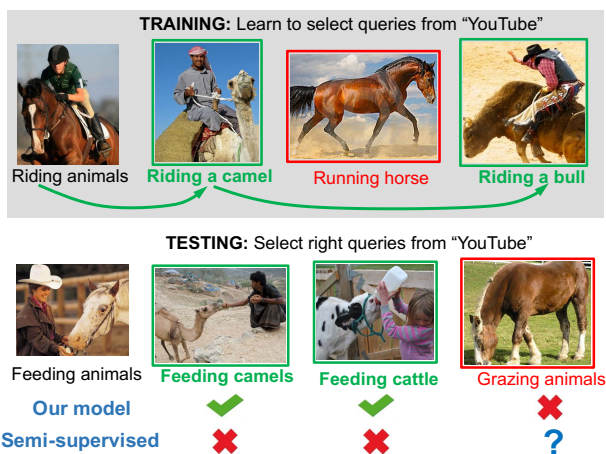 TRAINING: Learn to select queries from “YouTube”
Riding animals
Riding a camel
Running horse
Riding a bull
TESTING: Select right queries from “YouTube”
Feeding animals
Feeding camels
Feeding cattle
Grazing animals
Our model
Semi-supervised
?